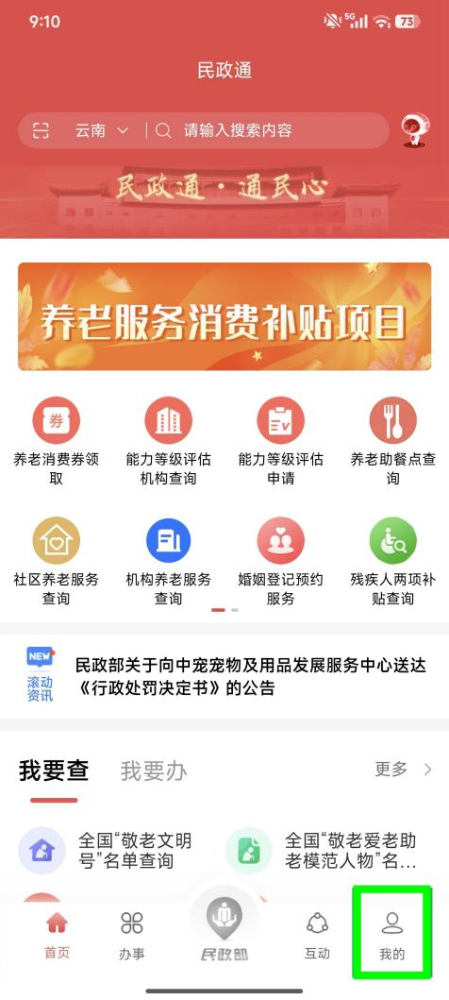 9:10
5G
73
民政通
云南
请输入搜索内容
民政通·通民心
养老服务消费补贴项目
券
养老消费券领
取
能力等级评估
机构查询
能力等级评估
申请
养老助餐点查
询
社区养老服务
查询
机构养老服务
查询
婚姻登记预约
服务
残疾人两项补
贴查询
NEW
滚动
资讯
民政部关于向中宠宠物及用品发展服务中心送达
《行政处罚决定书》的公告
我要查
我要办
更多
全国“敬老文明
号”名单查询
全国“敬老爱老助
老模范人物”名...
首页
办事
民政部
互动
我的